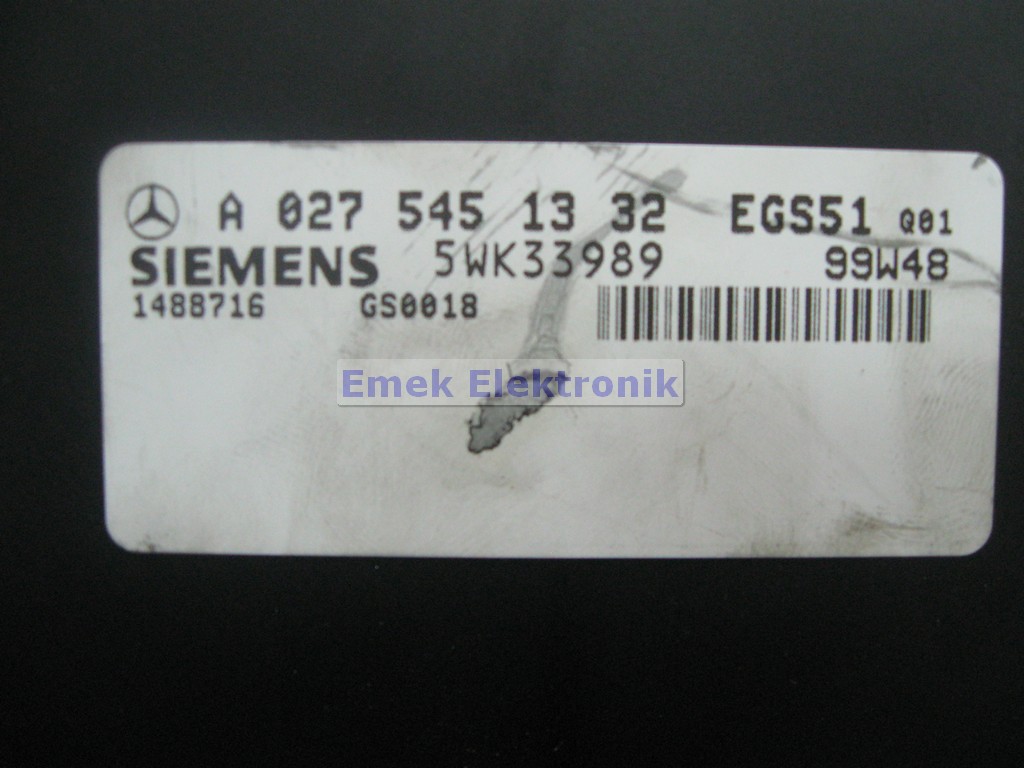 A 027 545 13 32 EGS51 Q01
SIEMENS 5WK33989 99W48
1488716 GS0018
Emek Elektronik